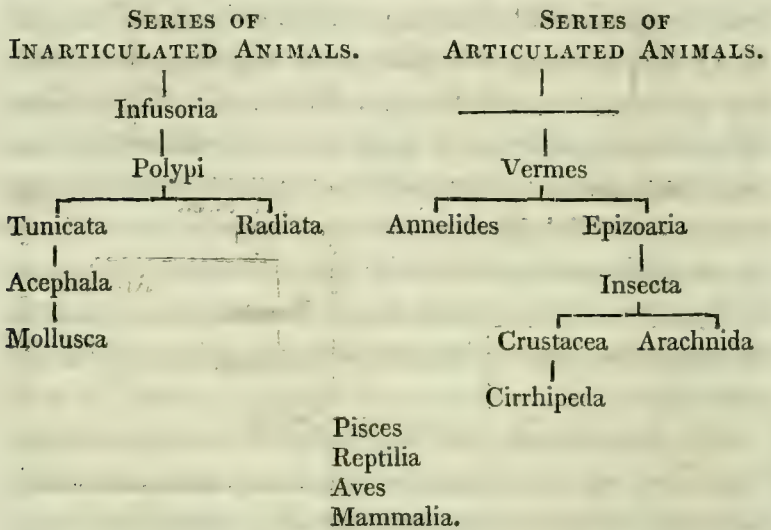 SERIES OF
INARTICULATED ANIMALS.
Infusoria
Polypi
Tunicata Radiata
Acephala
Mollusca
SERIES OF
ARTICULATED ANIMALS.
Vermes
Annelides Epizoaria
Insecta
Crustacea Arachnida
Cirrhipeda
Pisces
Reptilia
Aves
Mammalia.